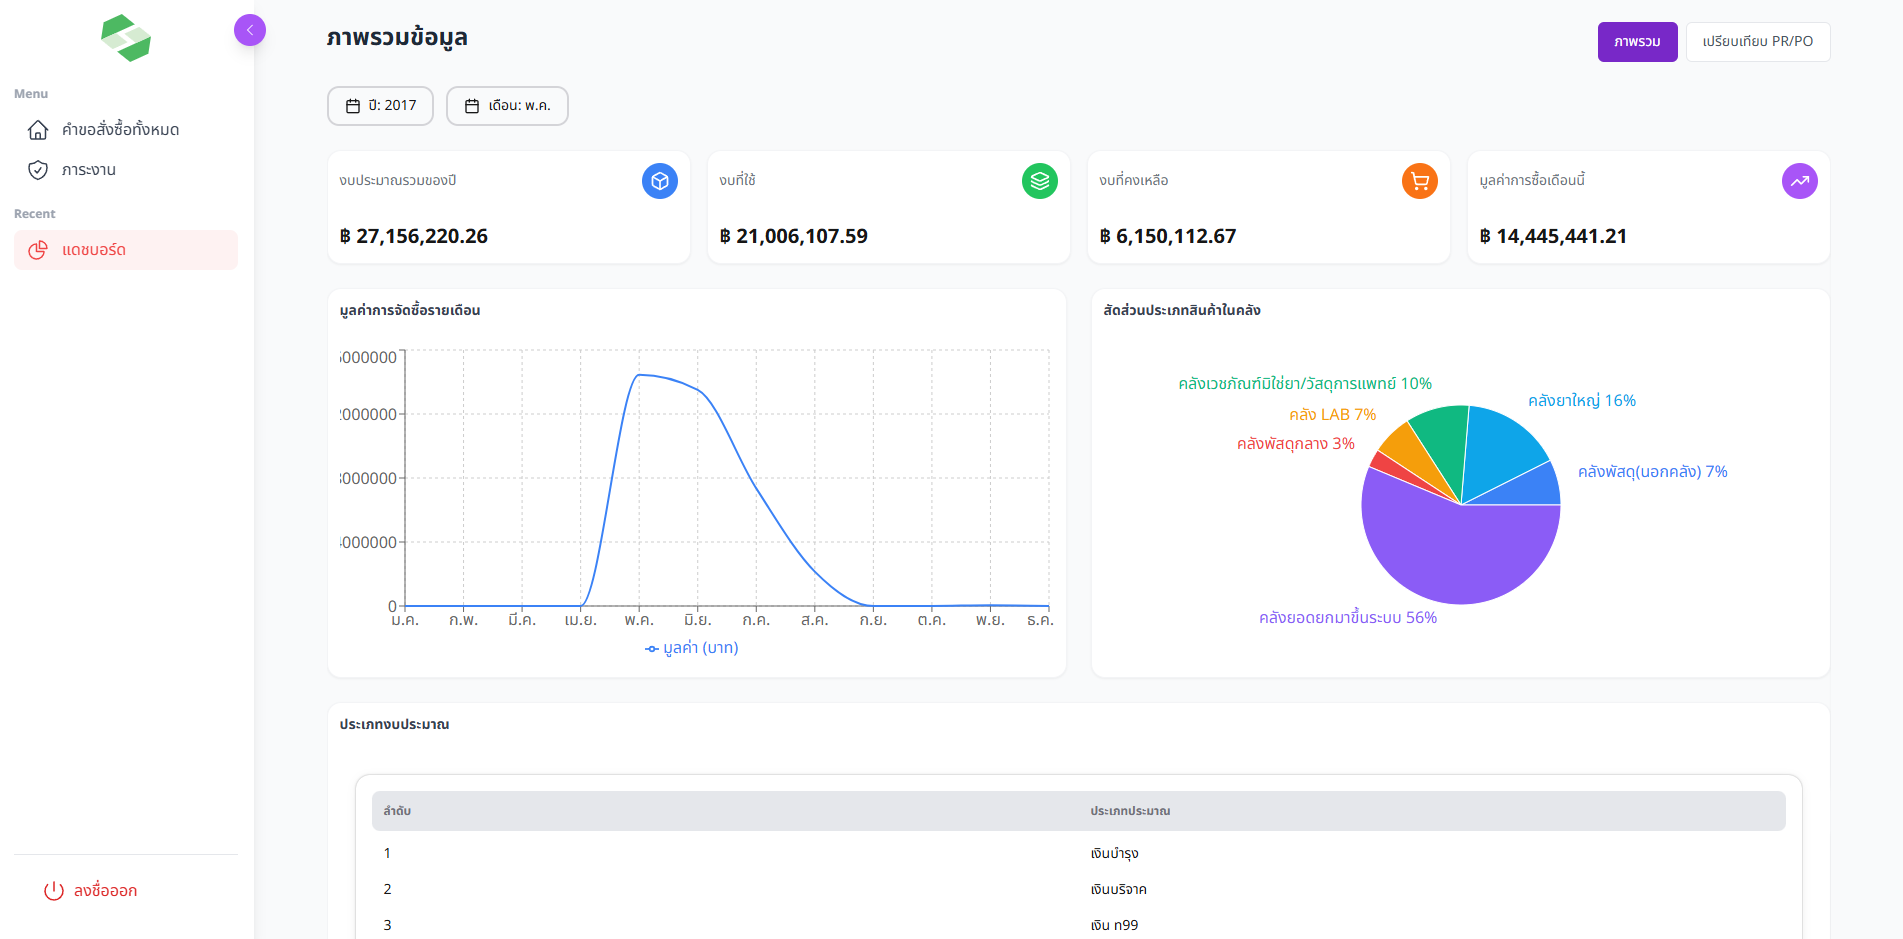 ภาพรวมข้อมูล
ภาพรวม
เปรียบเทียบ PR/PO
Menu
คำขอสั่งซื้อทั้งหมด
ภาระงาน
Recent
แดชบอร์ด
ลงชื่อออก
ปี: 2017
เดือน: พ.ค.
งบประมาณรวมของปี
฿ 27,156,220.26
งบที่ใช้
฿ 21,006,107.59
งบที่คงเหลือ
฿ 6,150,112.67
มูลค่าการซื้อเดือนนี้
฿ 14,445,441.21
มูลค่าการจัดซื้อรายเดือน
000000
2000000
000000
000000
0
ม.ค. ก.พ. มี.ค. เม.ย. พ.ค. มิ.ย. ก.ค. ส.ค. ก.ย. ต.ค. พ.ย. ธ.ค.
มูลค่า (บาท)
สัดส่วนประเภทสินค้าในคลัง
คลังเวชภัณฑ์มิใช่ยา/วัสดุการแพทย์ 10%
คลังยาใหญ่ 16%
คลัง LAB 7%
คลังพัสดุกลาง 3%
คลังพัสดุ(นอกคลัง) 7%
คลังยอดยกมาขึ้นระบบ 56%
ประเภทงบประมาณ
ลำดับ ประเภทประมาณ
1 เงินบำรุง
2 เงินบริจาค
3 เงิน ท99